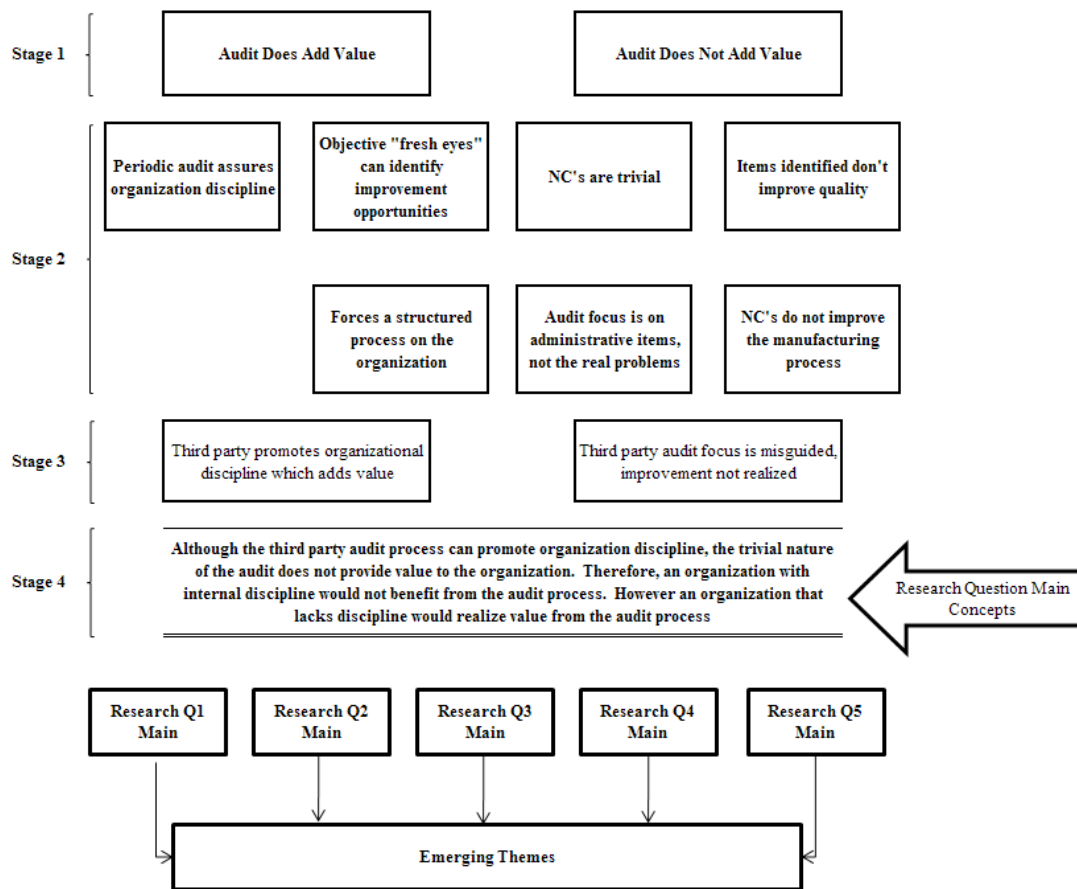 Stage 1
Audit Does Add Value
Audit Does Not Add Value
Stage 2
Periodic audit assures
organization discipline
Objective "fresh eyes"
can identify
improvement
opportunities
NC's are trivial
Items identified don't
improve quality
Forces a structured
process on the
organization
Audit focus is on
administrative items,
not the real problems
NC's do not improve
the manufacturing
process
Stage 3
Third party promotes organizational
discipline which adds value
Third party audit focus is misguided,
improvement not realized
Stage 4
Although the third party audit process can promote organization discipline, the trivial nature
of the audit does not provide value to the organization. Therefore, an organization with
internal discipline would not benefit from the audit process. However an organization that
lacks discipline would realize value from the audit process
Research Question Main
Concepts
Research Q1
Main
Research Q2
Main
Research Q3
Main
Research Q4
Main
Research Q5
Main
Emerging Themes